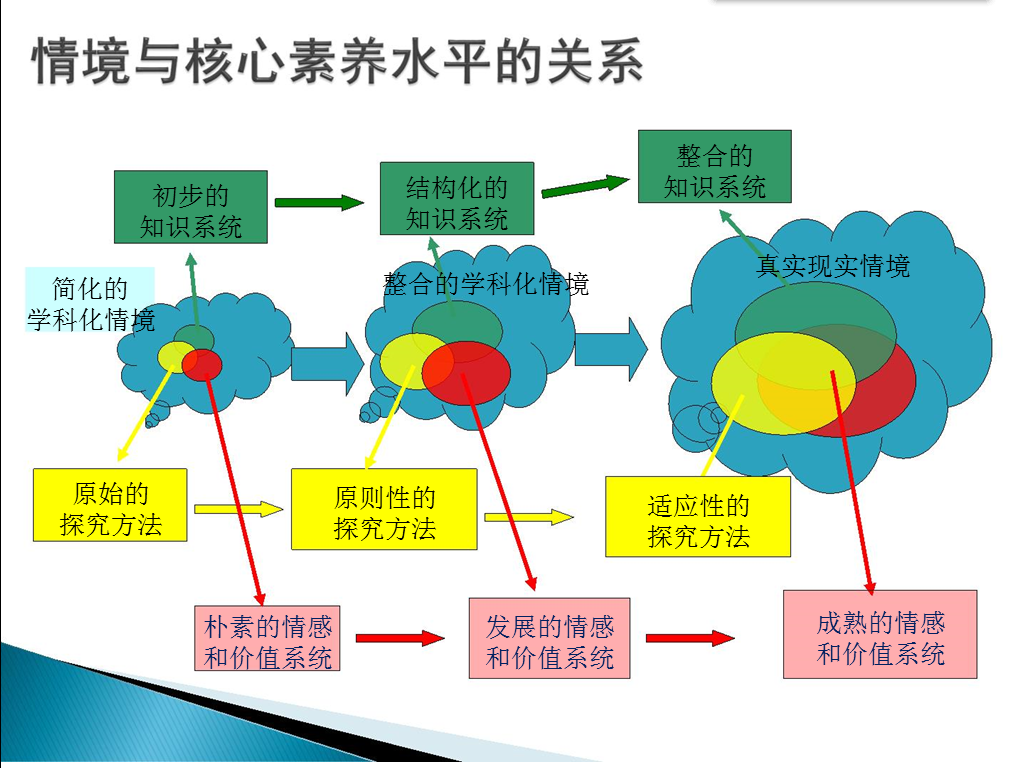 情境与核心素养水平的关系
初步的
知识系统
结构化的
知识系统
整合的
知识系统
简化的
学科化情境
整合的学科化情境
真实现实情境
原始的
探究方法
原则性的
探究方法
适应性的
探究方法
朴素的情感
和价值系统
发展的情感
和价值系统
成熟的情感
和价值系统